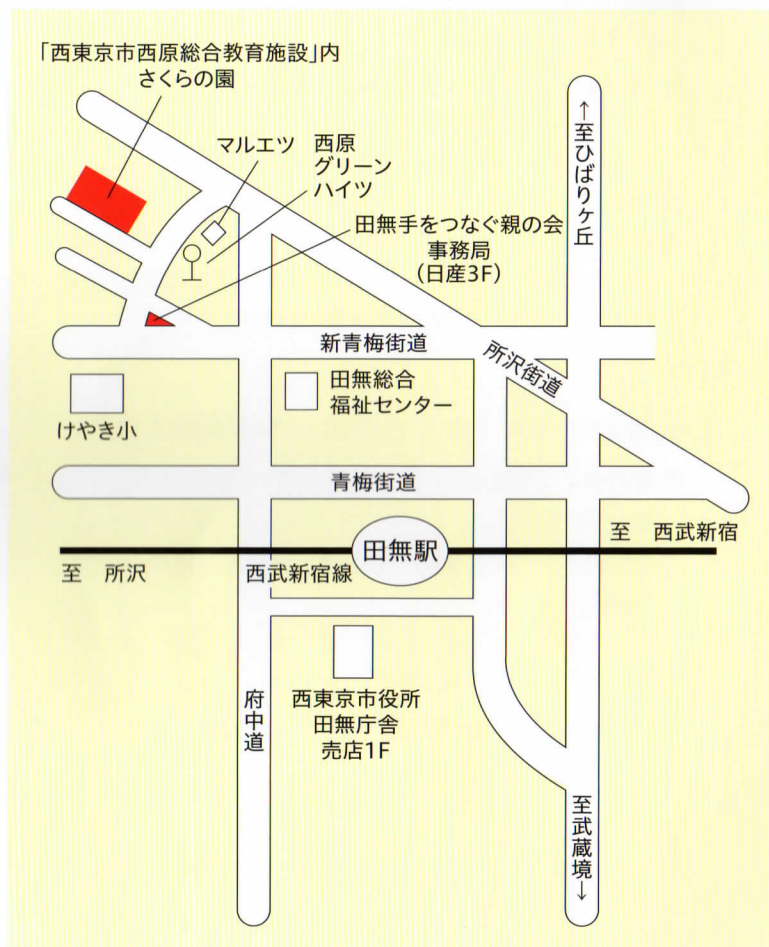 「西東京市西原総合教育施設」内
さくらの園
マルエツ
西原
グリーン
ハイツ
←至ひばりヶ丘
田無手をつなぐ親の会
事務局
（日産3F）
新青梅街道
所沢街道
田無総合
福祉センター
けやき小
青梅街道
至　西武新宿
田無駅
至　所沢
西武新宿線
西東京市役所
田無庁舎
売店1F
府中道
至武蔵境→